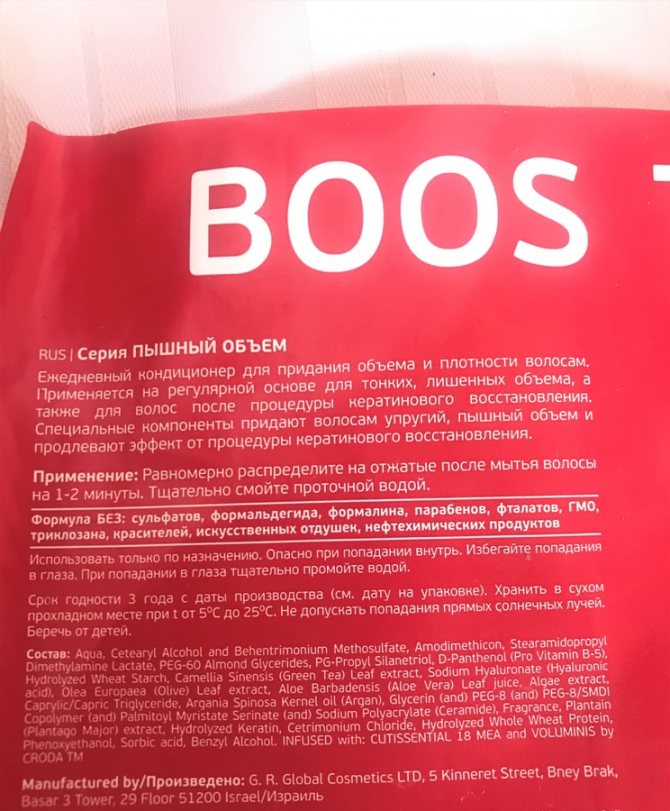 BOOS
RUS | Серия ПЫШНЫЙ ОБЪЕМ
Ежедневный кондиционер для придания объема и плотности волосам.
Применяется на регулярной основе для тонких, лишенных объема, а
также для волос после процедуры кератинового восстановления.
Специальные компоненты придают волосам упругий, пышный объем и
продлевают эффект от процедуры кератинового восстановления.
Применение: Равномерно распределите на отжатые после мытья волосы
на 1-2 минуты. Тщательно смойте проточной водой.
Формула БЕЗ: сульфатов, формальдегида, формалина, парабенов, фталатов, ГМО,
триклозана, красителей, искусственных отдушек, нефтехимических продуктов
Использовать только по назначению. Опасно при попадании внутрь. Избегайте попадания
в глаза. При попадании в глаза тщательно промойте водой.
Срок годности 3 года с даты производства (см. дату на упаковке). Хранить в сухом
прохладном месте при t от 5°C до 25°C. Не допускать попадания прямых солнечных лучей.
Беречь от детей.
Состав: Aqua, Cetearyl Alcohol and Behentrimonium Methosulfate, Amodimethicon, Stearamidopropyl
Dimethylamine Lactate, PEG-60 Almond Glycerides, PG-Propyl Silanetriol, D-Panthenol (Pro Vitamin B-5),
Hydrolyzed Wheat Starch, Camellia Sinensis (Green Tea) Leaf extract, Sodium Hyaluronate (Hyaluronic
acid), Olea Europaea (Olive) Leaf extract, Aloe Barbadensis (Aloe Vera) Leaf juice, Algae extract,
Caprylic/Capric Triglyceride, Argania Spinosa Kernel oil (Argan), Glycerin (and) PEG-8 (and) PEG-8/SMDI
Copolymer (and) Palmitoyl Myristate Serinate (and) Sodium Polyacrylate (Ceramide), Fragrance, Plantain
(Plantago Major) extract, Hydrolyzed Keratin, Cetrimonium Chloride, Hydrolyzed Whole Wheat Protein,
Phenoxyethanol, Sorbic acid, Benzyl Alcohol. INFUSED with: CUTISSENTIAL 18 MEA and VOLUMINIS by
CRODA TM
Manufactured by/Произведено: G. R. Global Cosmetics LTD, 5 Kinneret Street, Bney Brak,
Basar 3 Tower, 29 Floor 51200 Israel/Израиль